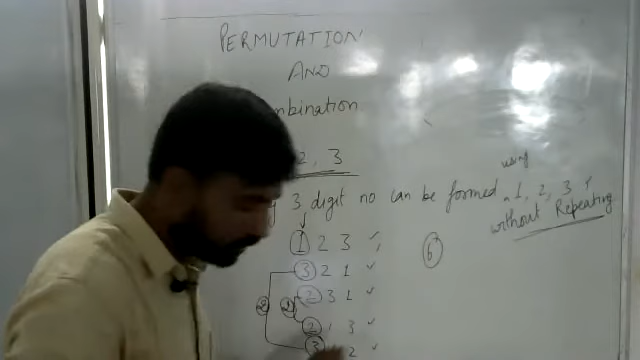 PERMUTATION
AND
mbination
2, 3
3 digit no can be formed using 1, 2, 3
without Repeating
1 2 3
3 2 1
2 3 1
2 1 3
3 2
6